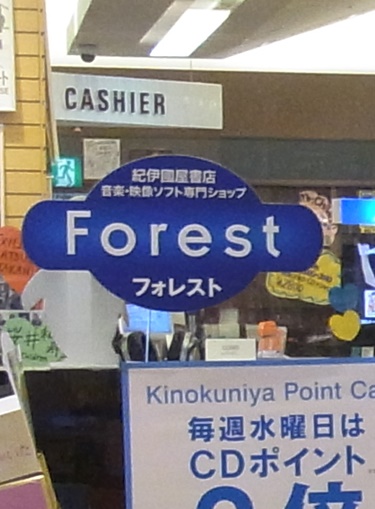 CASHIER
紀伊國屋書店
音楽・映像ソフト専門ショップ
Forest
フォレスト
Kinokuniya Point Ca
毎週水曜日は
CDポイント
2倍